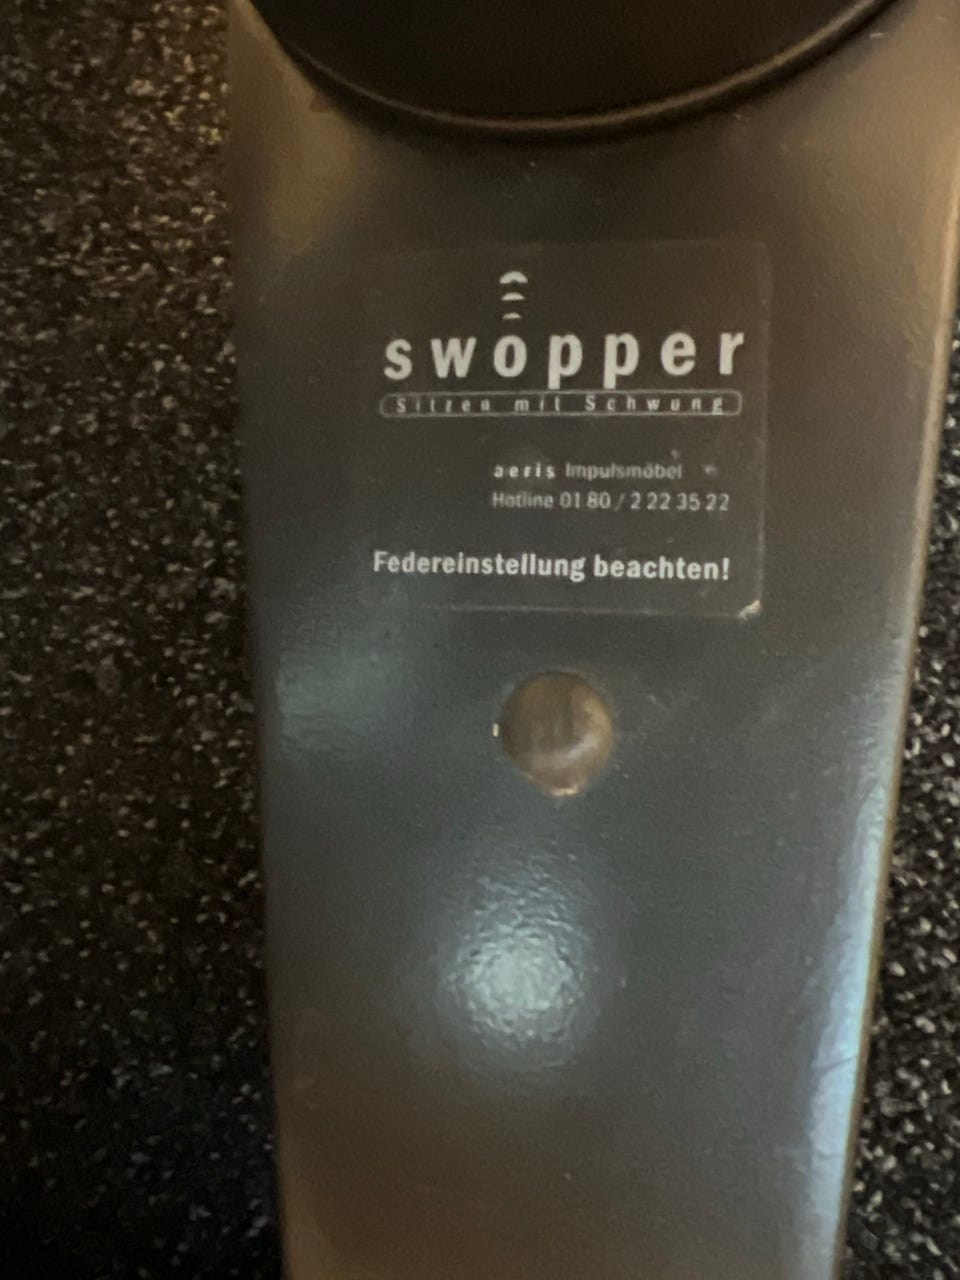 swopper
Sitzen mit Schwung
aeris Impulsmöbel
Hotline 01 80 / 2 22 35 22
Federeinstellung beachten!